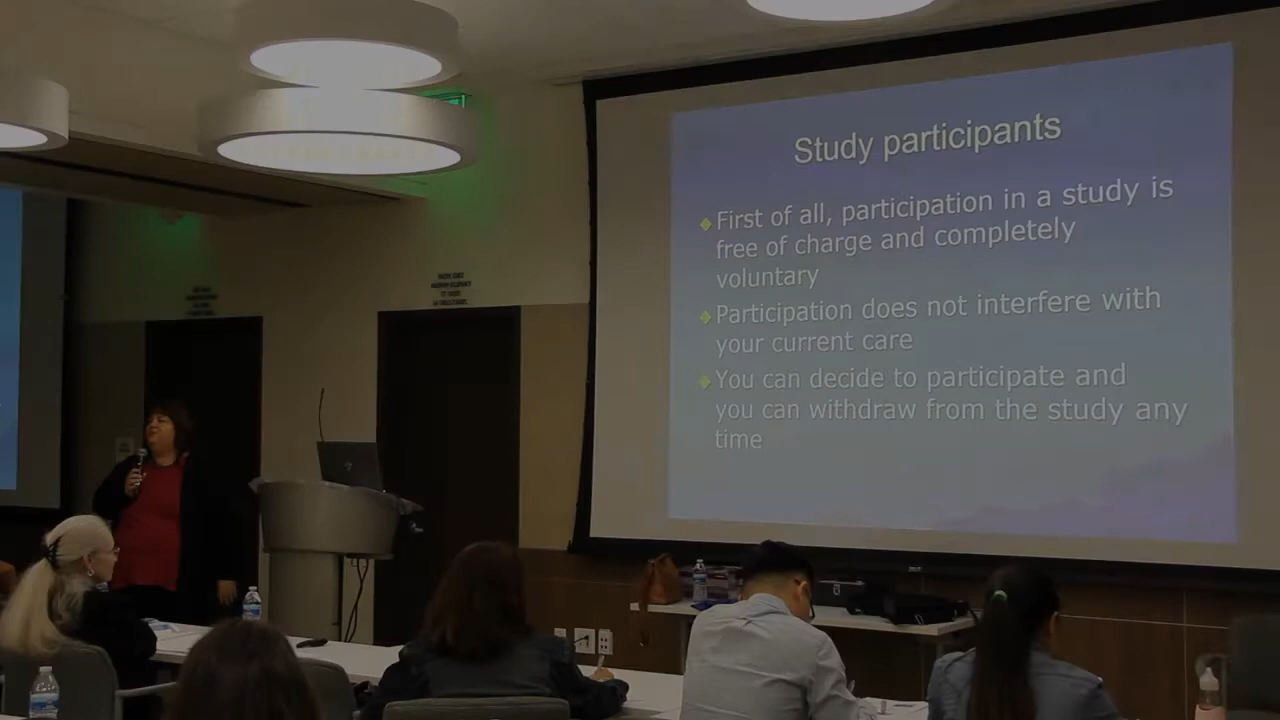 Study participants
First of all, participation in a study is
free of charge and completely
voluntary
Participation does not interfere with
your current care
You can decide to participate and
you can withdraw from the study any
time